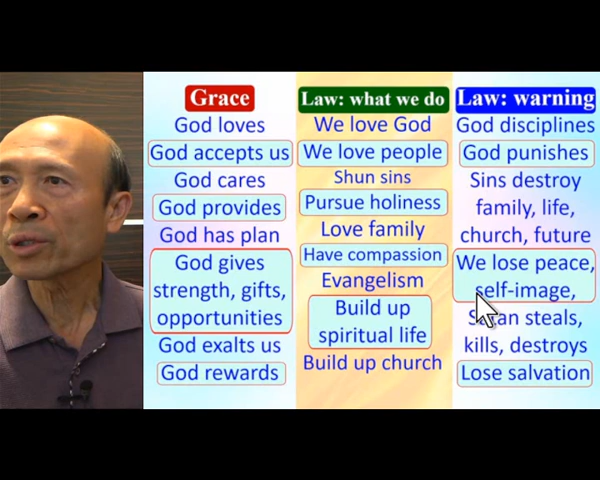 Grace
God loves
God accepts us
God cares
God provides
God has plan
God gives
strength, gifts,
opportunities
God exalts us
God rewards
Law: what we do
We love God
We love people
Shun sins
Pursue holiness
Love family
Have compassion
Evangelism
Build up
spiritual life
Build up church
Law: warning
God disciplines
God punishes
Sins destroy
family, life,
church, future
We lose peace,
self-image,
steals,
kills, destroys
Lose salvation